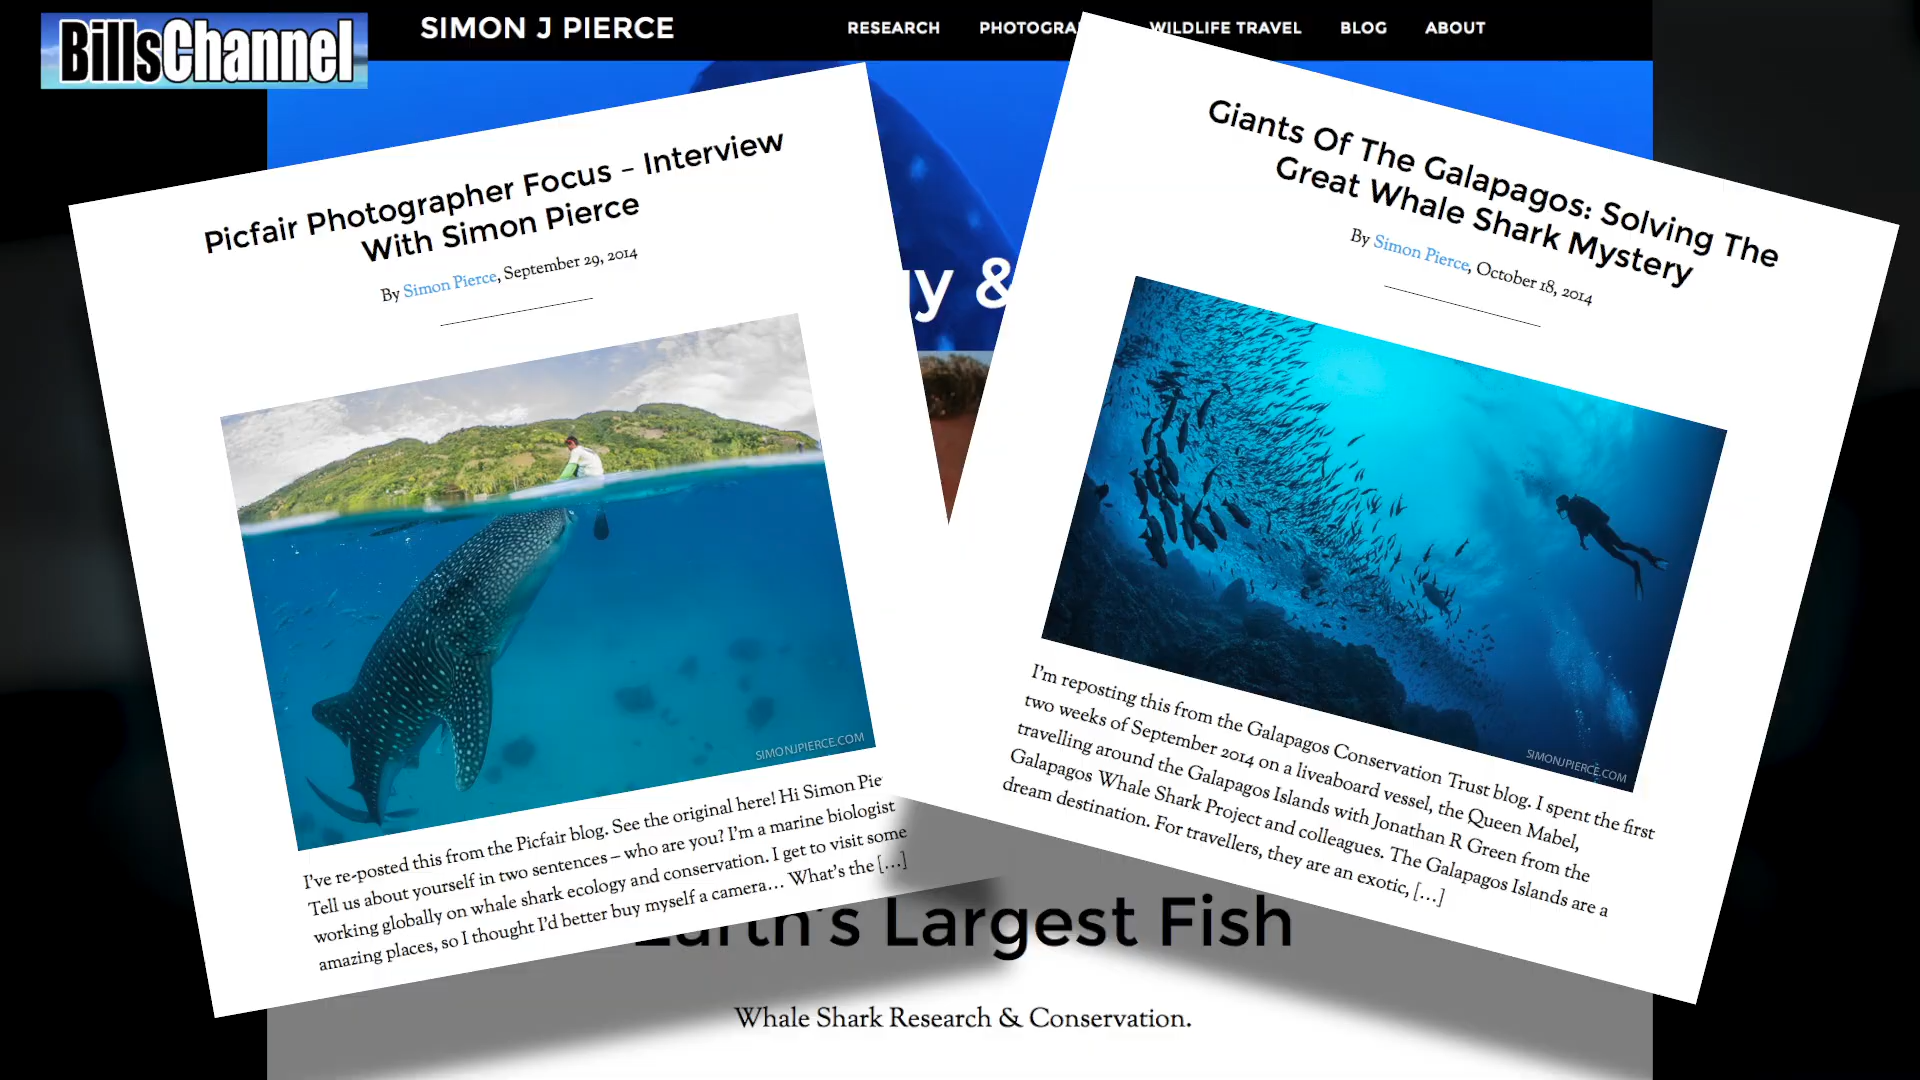 BillsChannel
SIMON J PIERCE
RESEARCH
WILDLIFE TRAVEL
BLOG
ABOUT
&
Picfair Photographer Focus – Interview
With Simon Pierce
By Simon Pierce, September 29, 2014
SIMONJPIERCE.COM
I've re-posted this from the Picfair blog. See the original here! Hi Simon
Tell us about yourself in two sentences – who are you? I'm a marine biologist
working globally on whale shark ecology and conservation. I get to visit some
amazing places, so I thought I'd better buy myself a camera… What's the […]
Giants Of The Galapagos: Solving The
Great Whale Shark Mystery
By Simon Pierce, October 18, 2014
SIMONJPIERCE.COM
I'm reposting this from the Galapagos Conservation Trust blog. I spent the first
two weeks of September 2014 on a liveaboard vessel, the Queen Mabel,
travelling around the Galapagos Islands with Jonathan R Green from the
Galapagos Whale Shark Project and colleagues. The Galapagos Islands are a
dream destination. For travellers, they are an exotic, […]
Earth's Largest Fish
Whale Shark Research & Conservation.